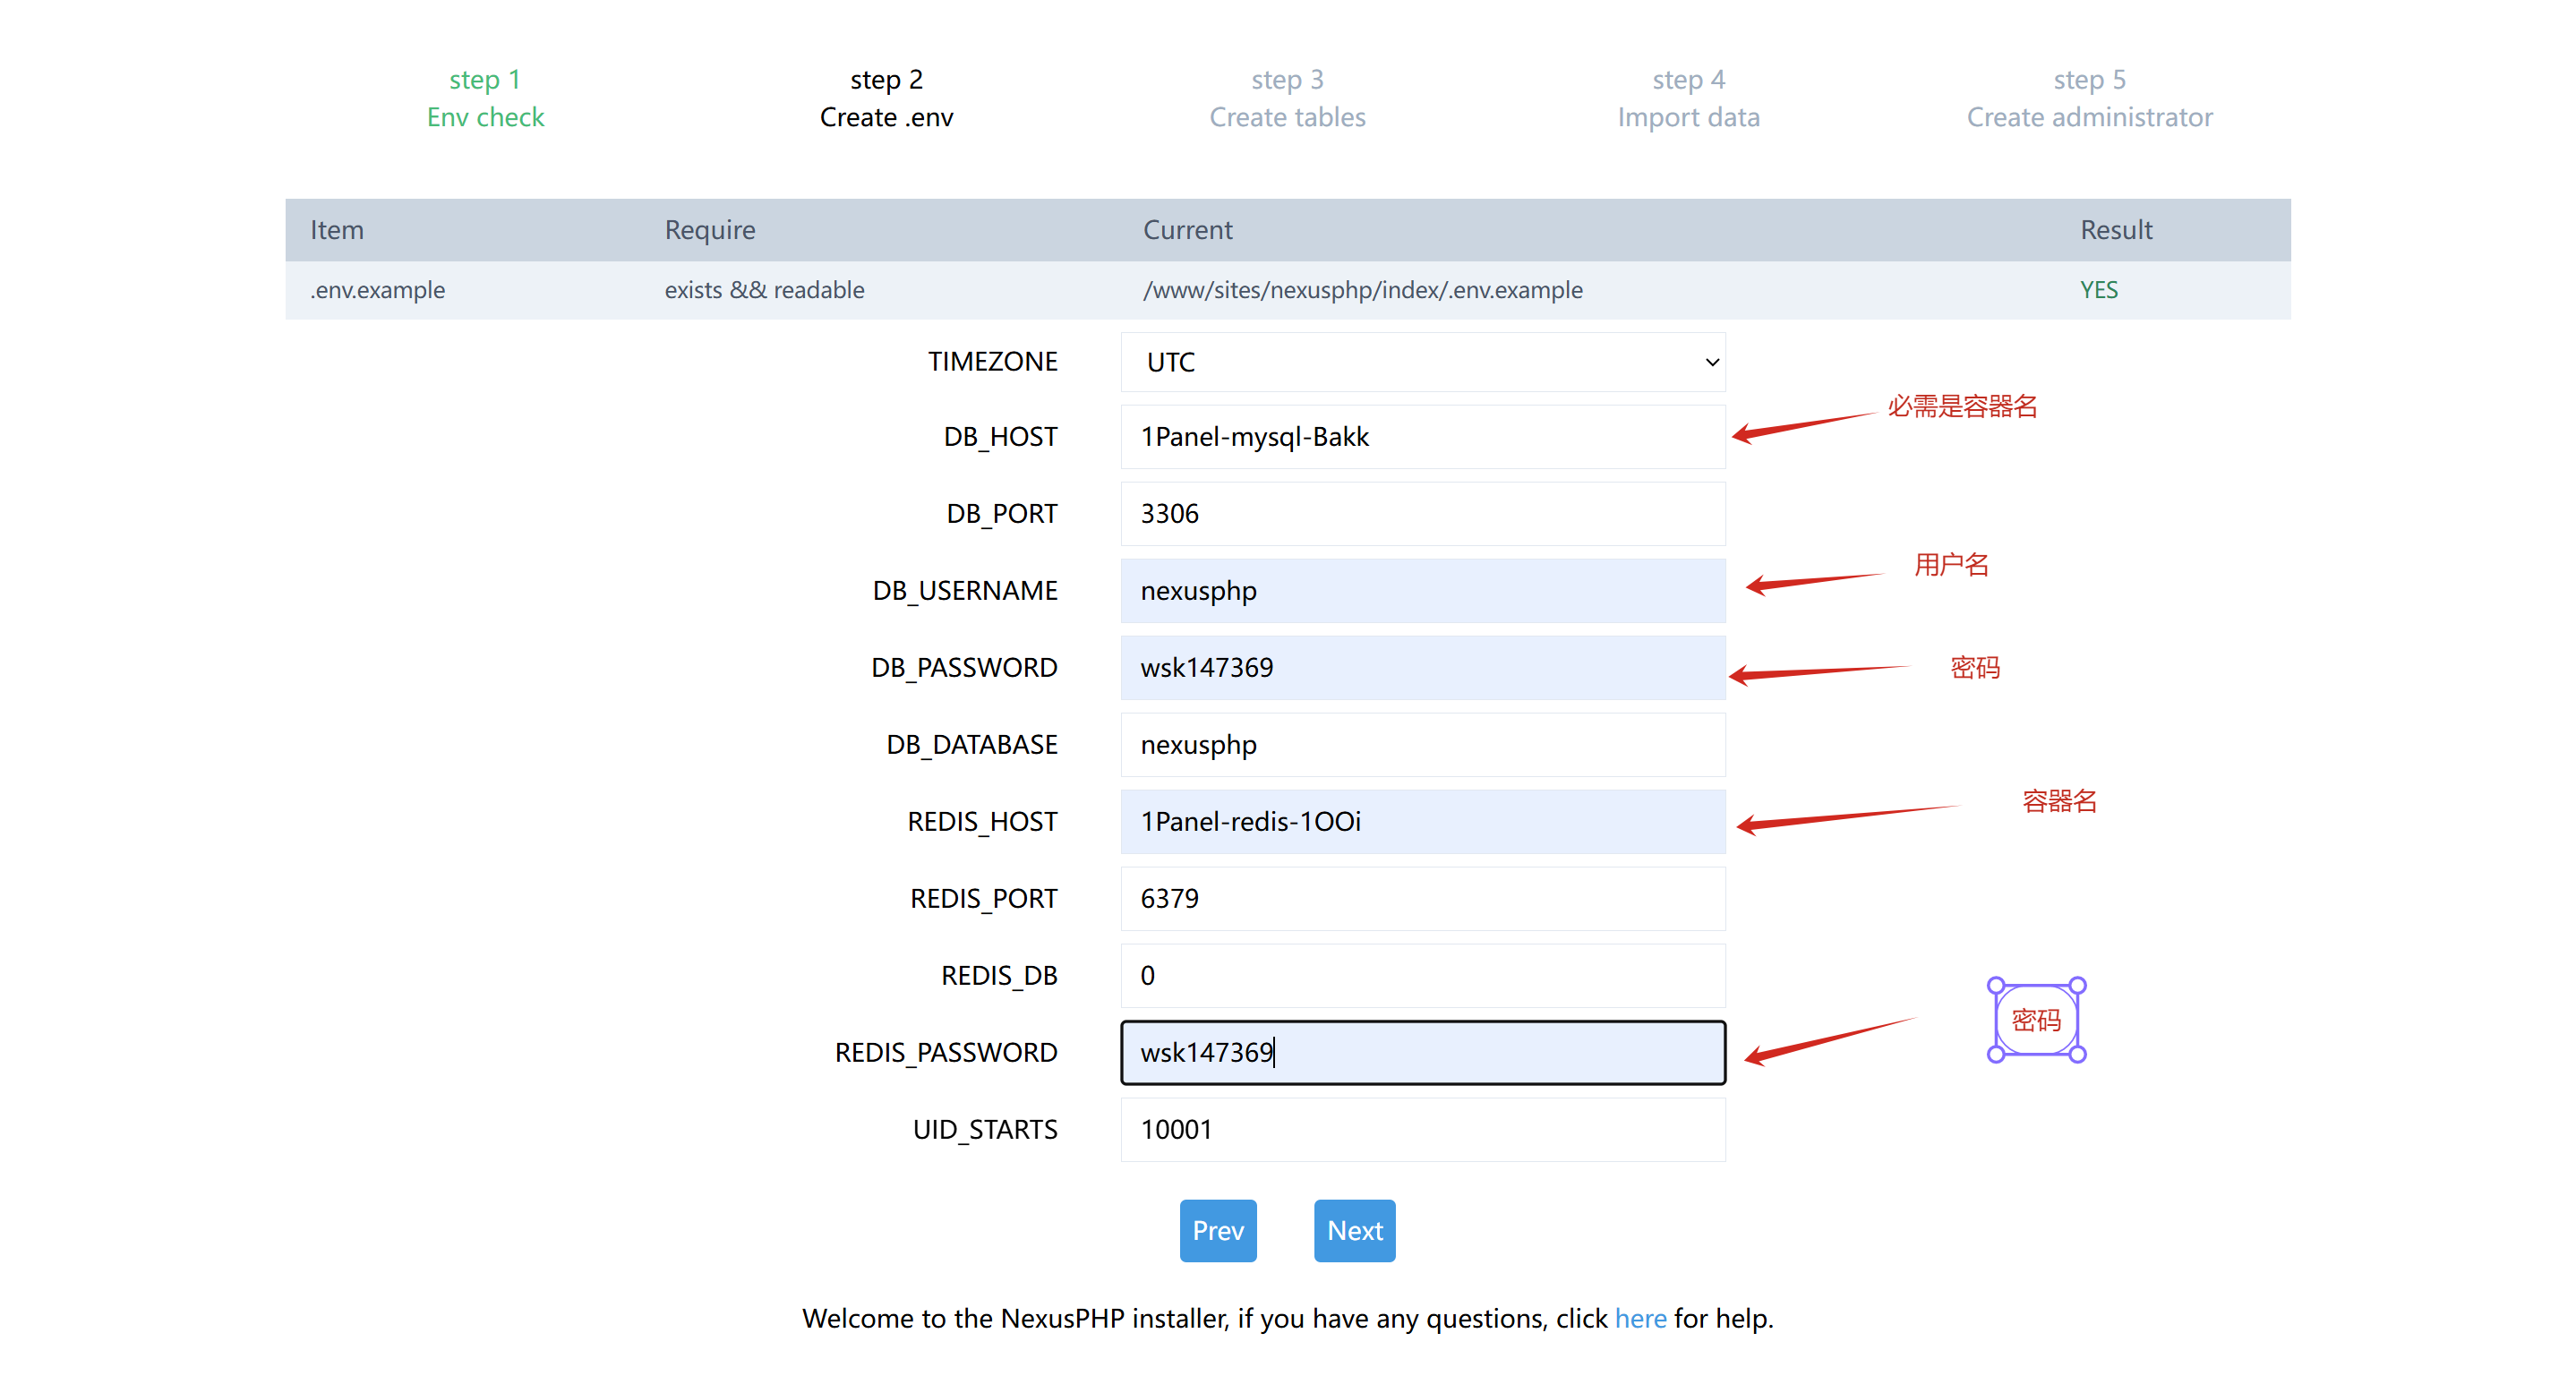 step 1 step 2 step 3 step 4 step 5
Env check Create .env Create tables Import data Create administrator
Item Require Current Result
.env.example exists && readable /www/sites/nexusphp/index/.env.example YES
TIMEZONE UTC
必需是容器名
DB_HOST 1Panel-mysql-Bakk
DB_PORT 3306
用户名
DB_USERNAME nexusphp
DB_PASSWORD wsk147369 密码
DB_DATABASE nexusphp
容器名
REDIS_HOST 1Panel-redis-1OOi
REDIS_PORT 6379
REDIS_DB 0
密码
REDIS_PASSWORD wsk147369
UID_STARTS 10001
Prev Next
Welcome to the NexusPHP installer, if you have any questions, click here for help.